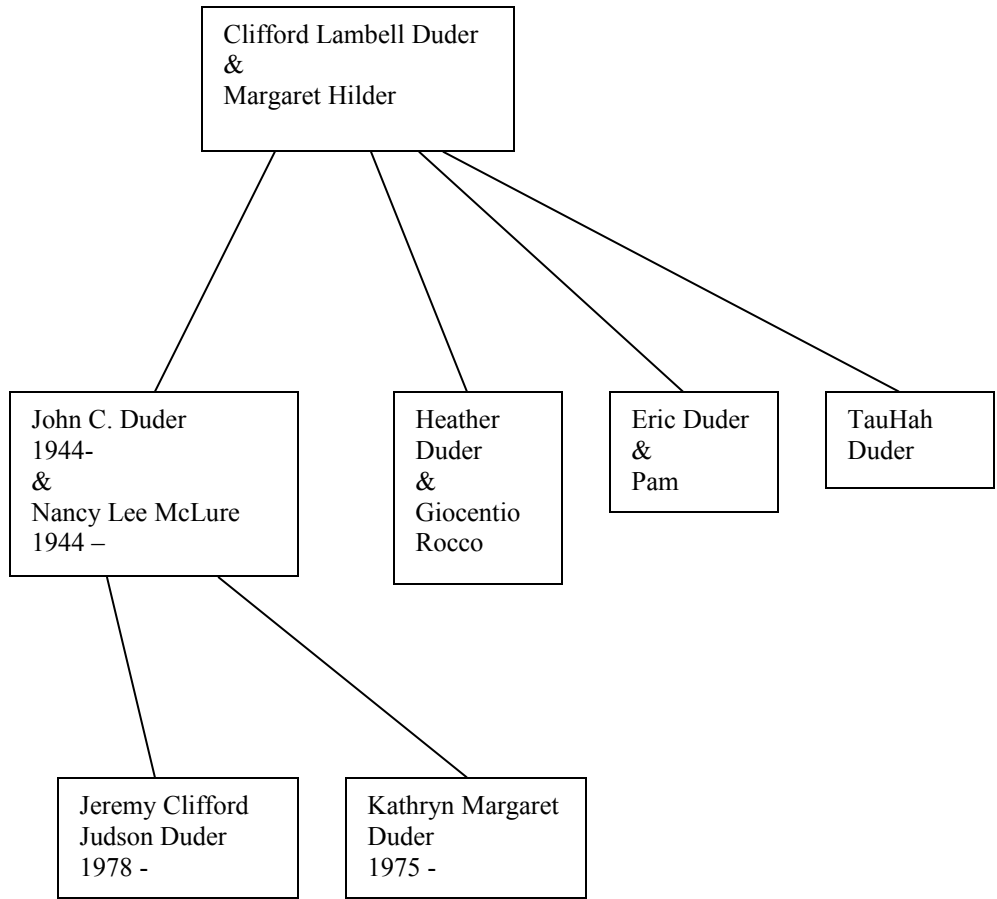 Clifford Lambell Duder
&
Margaret Hilder
John C. Duder
1944-
&
Nancy Lee McLure
1944 –
Heather
Duder
&
Giocentio
Rocco
Eric Duder
&
Pam
TauHah
Duder
Jeremy Clifford
Judson Duder
1978 -
Kathryn Margaret
Duder
1975 -